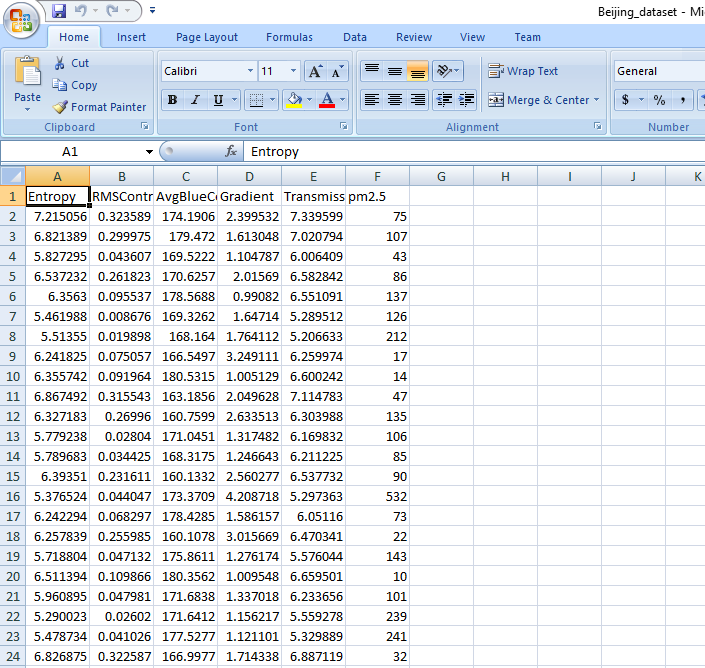 Beijing_dataset - Mi
Home Insert Page Layout Formulas Data Review View Team
Paste
Cut
Copy
Format Painter
Clipboard
Calibri 11 A A
B I U A
Font
Wrap Text
Merge & Center
Alignment
General
$ % ,
Number
A1 fx Entropy
A B C D E F G H I J K
1 Entropy RMSContr AvgBlueCo Gradient Transmiss pm2.5
2 7.215056 0.323589 174.1906 2.399532 7.339599 75
3 6.821389 0.299975 179.472 1.613048 7.020794 107
4 5.827295 0.043607 169.5222 1.104787 6.006409 43
5 6.537232 0.261823 170.6257 2.01569 6.582842 86
6 6.3563 0.095537 178.5688 0.99082 6.551091 137
7 5.461988 0.008676 169.3262 1.64714 5.289512 126
8 5.51355 0.019898 168.164 1.764112 5.206633 212
9 6.241825 0.075057 166.5497 3.249111 6.259974 17
10 6.355742 0.091964 180.5315 1.005129 6.600242 14
11 6.867492 0.315543 163.1856 2.049628 7.114783 47
12 6.327183 0.26996 160.7599 2.633513 6.303988 135
13 5.779238 0.02804 171.0451 1.317482 6.169832 106
14 5.789683 0.034425 168.3175 1.246643 6.211225 85
15 6.39351 0.231611 160.1332 2.560277 6.537732 90
16 5.376524 0.044047 173.3709 4.208718 5.297363 532
17 6.242294 0.068297 178.4285 1.586157 6.05116 73
18 6.257839 0.255985 160.1078 3.015669 6.470341 22
19 5.718804 0.047132 175.8611 1.276174 5.576044 143
20 6.511394 0.109866 180.3562 1.009548 6.659501 10
21 5.960895 0.047981 171.6838 1.337018 6.233656 101
22 5.290023 0.02602 171.6412 1.156217 5.559278 239
23 5.478734 0.041026 177.5277 1.121101 5.329889 241
24 6.826875 0.322587 166.9977 1.714338 6.887119 32